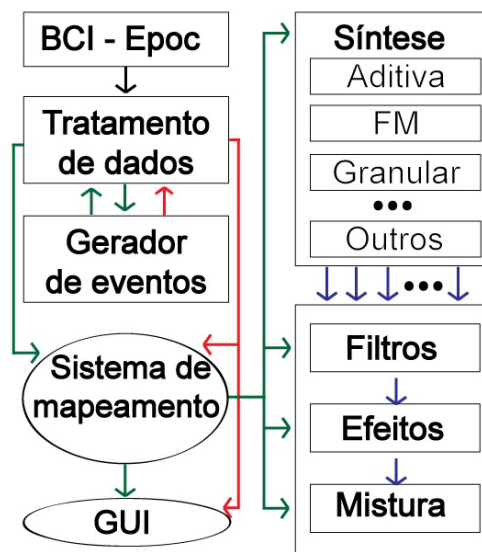 BCI - Epoc
Tratamento
de dados
Gerador
de eventos
Sistema de
mapeamento
GUI
Síntese
Aditiva
FM
Granular
•••
Outros
•••
Filtros
Efeitos
Mistura